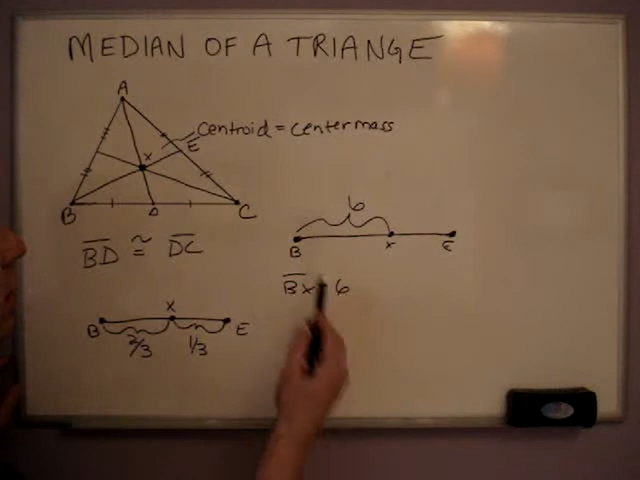 MEDIAN OF A TRIANGE
A
centroid = center mass
x
E
B
D
C
BD ≅ DC
6
B
x
E
Bx = 6
X
B
E
2/3
1/3